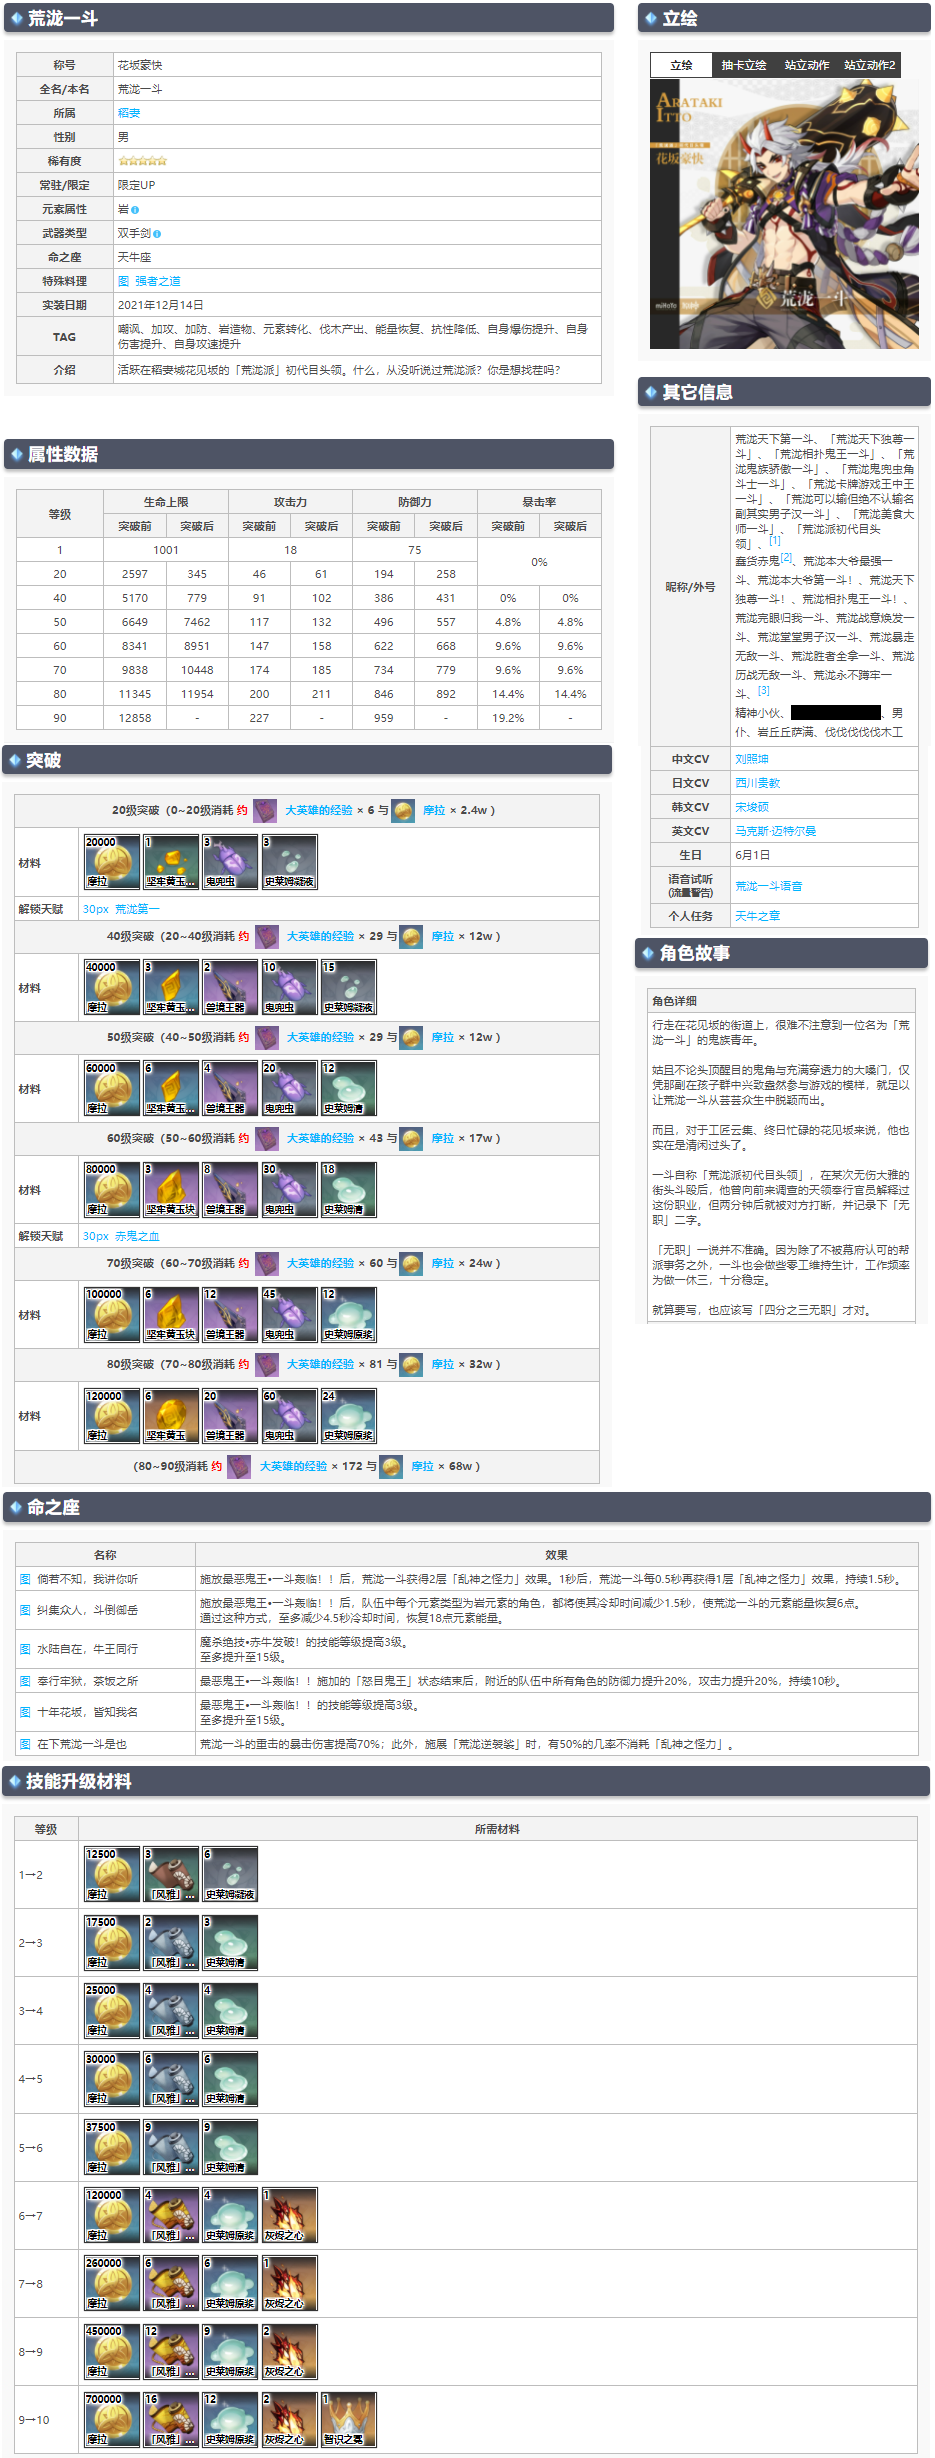 荒泷一斗
称号 花坂豪快
全名/本名 荒泷一斗
所属 稻妻
性别 男
稀有度
常驻/限定 限定UP
元素属性 岩
武器类型 双手剑
命之座 天牛座
特殊料理 图 强者之道
实装日期 2021年12月14日
TAG 嘲讽、加攻、加防、岩造物、元素转化、伐木产出、能量恢复、抗性降低、自身爆伤提升、自身
伤害提升、自身攻速提升
介绍 活跃在稻妻城花见坂的「荒泷派」初代目头领。什么，从没听说过荒泷派？你是想找茬吗？
立绘
立绘 抽卡立绘 站立动作 站立动作2
ARATAKI
ITTO
花坂豪快
miHoYo
荒泷一斗
属性数据
等级 生命上限 攻击力 防御力 暴击率
突破前 突破后 突破前 突破后 突破前 突破后 突破前 突破后
1 1001 18 75 0%
20 2597 345 46 61 194 258
40 5170 779 91 102 386 431 0% 0%
50 6649 7462 117 132 496 557 4.8% 4.8%
60 8341 8951 147 158 622 668 9.6% 9.6%
70 9838 10448 174 185 734 779 9.6% 9.6%
80 11345 11954 200 211 846 892 14.4% 14.4%
90 12858 - 227 - 959 - 19.2% -
突破
20级突破（0~20级消耗 约 大英雄的经验 × 6 与 摩拉 × 2.4w ）
材料 20000 摩拉 1 坚牢黄玉... 3 鬼兜虫 3 史莱姆凝液
解锁天赋 30px 荒泷第一
40级突破（20~40级消耗 约 大英雄的经验 × 29 与 摩拉 × 12w ）
材料 40000 摩拉 3 坚牢黄玉... 2 兽境王器 10 鬼兜虫 15 史莱姆凝液
50级突破（40~50级消耗 约 大英雄的经验 × 29 与 摩拉 × 12w ）
材料 60000 摩拉 6 坚牢黄玉... 4 兽境王器 20 鬼兜虫 12 史莱姆清
60级突破（50~60级消耗 约 大英雄的经验 × 43 与 摩拉 × 17w ）
材料 80000 摩拉 3 坚牢黄玉块 8 兽境王器 30 鬼兜虫 18 史莱姆清
解锁天赋 30px 赤鬼之血
70级突破（60~70级消耗 约 大英雄的经验 × 60 与 摩拉 × 24w ）
材料 100000 摩拉 6 坚牢黄玉块 12 兽境王器 45 鬼兜虫 12 史莱姆原浆
80级突破（70~80级消耗 约 大英雄的经验 × 81 与 摩拉 × 32w ）
材料 120000 摩拉 6 坚牢黄玉 20 兽境王器 60 鬼兜虫 24 史莱姆原浆
（80~90级消耗 约 大英雄的经验 × 172 与 摩拉 × 68w ）
其它信息
昵称/外号
荒泷天下第一斗、「荒泷天下独尊一
斗」、「荒泷相扑鬼王一斗」、「荒
泷鬼族骄傲一斗」、「荒泷鬼兜虫角
斗士一斗」、「荒泷卡牌游戏王中王
一斗」、「荒泷可以输但绝不认输名
副其实男子汉一斗」、「荒泷美食大
师一斗」、「荒泷派初代目头
领」、[1]
鑫货赤鬼[2]、荒泷本大爷最强一
斗、荒泷本大爷第一斗！、荒泷天下
独尊一斗！、荒泷相扑鬼王一斗！、
荒泷完眼归我一斗、荒泷战意焕发一
斗、荒泷堂堂男子汉一斗、荒泷暴走
无敌一斗、荒泷胜者全拿一斗、荒泷
历战无敌一斗、荒泷永不蹲牢一
斗、[3]
精神小伙、 、男
仆、岩丘丘萨满、伐伐伐伐伐木工
中文CV 刘照坤
日文CV 西川贵教
韩文CV 宋埈硕
英文CV 马克斯·迈特尔曼
生日 6月1日
语音试听
(流量警告) 荒泷一斗语音
个人任务 天牛之章
角色故事
角色详细
行走在花见坂的街道上，很难不注意到一位名为「荒
泷一斗」的鬼族青年。
姑且不论头顶醒目的鬼角与充满穿透力的大嗓门，仅
凭那副在孩子群中兴致盎然参与游戏的模样，就足以
让荒泷一斗从芸芸众生中脱颖而出。
而且，对于工匠云集、终日忙碌的花见坂来说，他也
实在是清闲过头了。
一斗自称「荒泷派初代目头领」，在某次无伤大雅的
街头斗殴后，他曾向前来调查的天领奉行官员解释过
这份职业，但两分钟后就被对方打断，并记录下「无
职」二字。
「无职」一说并不准确。因为除了不被幕府认可的帮
派事务之外，一斗也会做些零工维持生计，工作频率
为做一休三，十分稳定。
就算要写，也应该写「四分之三无职」才对。
命之座
名称 效果
图 倘若不知，我讲你听 施放最恶鬼王•一斗轰临！！后，荒泷一斗获得2层「乱神之怪力」效果。1秒后，荒泷一斗每0.5秒再获得1层「乱神之怪力」效果，持续1.5秒。
图 纠集众人，斗倒御岳 施放最恶鬼王•一斗轰临！！后，队伍中每个元素类型为岩元素的角色，都将使其冷却时间减少1.5秒，使荒泷一斗的元素能量恢复6点。
通过这种方式，至多减少4.5秒冷却时间，恢复18点元素能量。
图 水陆自在，牛王同行 魔杀绝技•赤牛发破！的技能等级提高3级。
至多提升至15级。
图 奉行牢狱，茶饭之所 最恶鬼王•一斗轰临！！施加的「怒目鬼王」状态结束后，附近的队伍中所有角色的防御力提升20%，攻击力提升20%，持续10秒。
图 十年花坂，皆知我名 最恶鬼王•一斗轰临！！的技能等级提高3级。
至多提升至15级。
图 在下荒泷一斗是也 荒泷一斗的重击的暴击伤害提高70%；此外，施展「荒泷逆袈裟」时，有50%的几率不消耗「乱神之怪力」。
技能升级材料
等级 所需材料
1→2 12500 摩拉 3 「风雅」... 6 史莱姆凝液
2→3 17500 摩拉 2 「风雅」... 3 史莱姆清
3→4 25000 摩拉 4 「风雅」... 4 史莱姆清
4→5 30000 摩拉 6 「风雅」... 6 史莱姆清
5→6 37500 摩拉 9 「风雅」... 9 史莱姆清
6→7 120000 摩拉 4 「风雅」... 4 史莱姆原浆 1 灰烬之心
7→8 260000 摩拉 6 「风雅」... 6 史莱姆原浆 1 灰烬之心
8→9 450000 摩拉 12 「风雅」... 9 史莱姆原浆 2 灰烬之心
9→10 700000 摩拉 16 「风雅」... 12 史莱姆原浆 2 灰烬之心 1 智识之冕